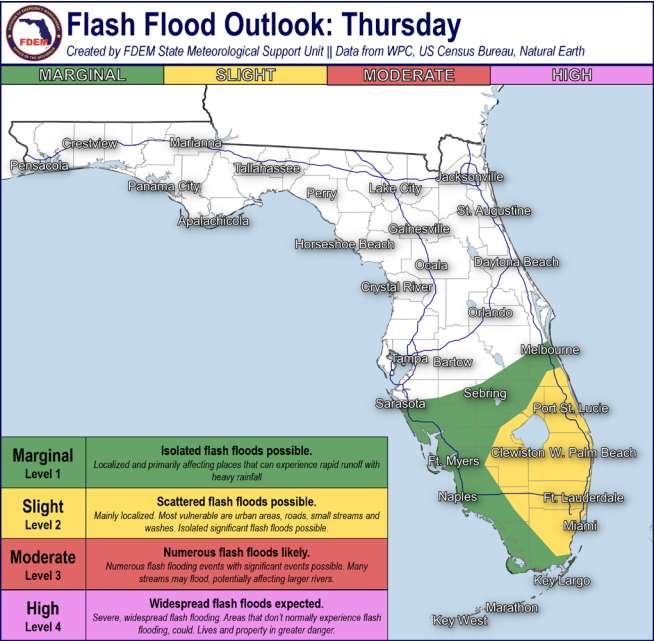 Flash Flood Outlook: Thursday
Created by FDEM State Meteorological Support Unit || Data from WPC, US Census Bureau, Natural Earth
FDEM
MARGINAL SLIGHT MODERATE HIGH
Crestview
Marianna
Pensacola
Tallahassee
Jacksonville
Panama City
Perry
Lake City
Apalachicola
St. Augustine
Gainesville
Horseshoe Beach
Ocala
Daytona Beach
Crystal River
Orlando
Melbourne
Tampa
Bartow
Sebring
Sarasota
Port St. Lucie
Clewiston
W. Palm Beach
Ft. Myers
Naples
Ft. Lauderdale
Miami
Key Largo
Marathon
Key West
Marginal
Level 1
Isolated flash floods possible.
Localized and primarily affecting places that can experience rapid runoff with
heavy rainfall
Slight
Level 2
Scattered flash floods possible.
Mainly localized. Most vulnerable are urban areas, roads, small streams and
washes. Isolated significant flash floods possible.
Moderate
Level 3
Numerous flash floods likely.
Numerous flash flooding events with significant events possible. Many
streams may flood, potentially affecting larger rivers.
High
Level 4
Widespread flash floods expected.
Severe, widespread flash flooding. Areas that don't normally experience flash
flooding, could. Lives and property in greater danger.